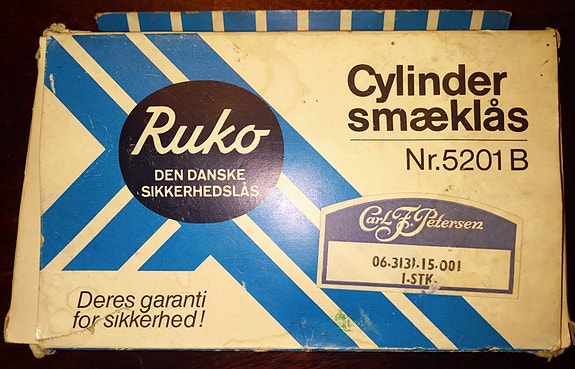 Ruko
DEN DANSKE
SIKKERHEDSLÅS
Cylinder
smæklås
Nr.5201B
Carl F. Petersen
06-3131-15-001
1.STK.
Deres garanti
for sikkerhed!